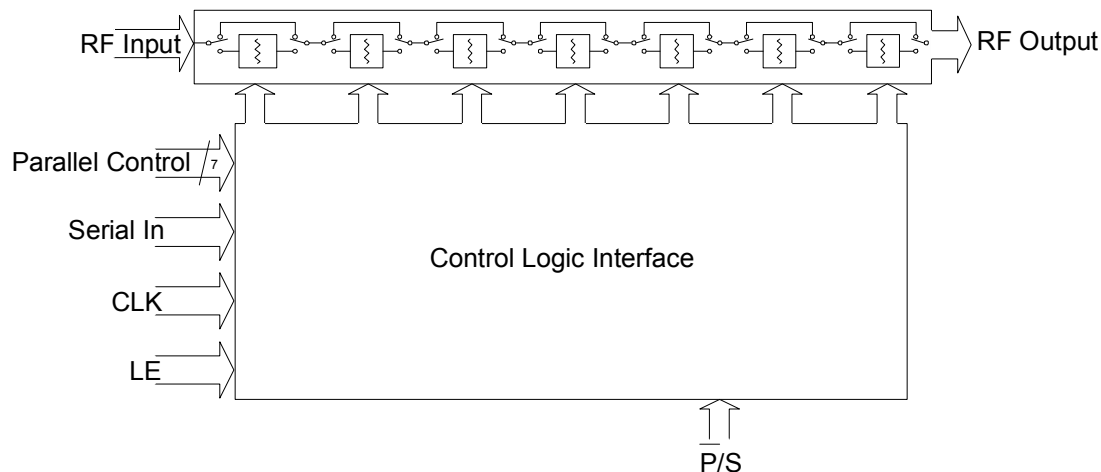 RF Input
RF Output
Parallel Control
7
Serial In
Control Logic Interface
CLK
LE
P̅/S